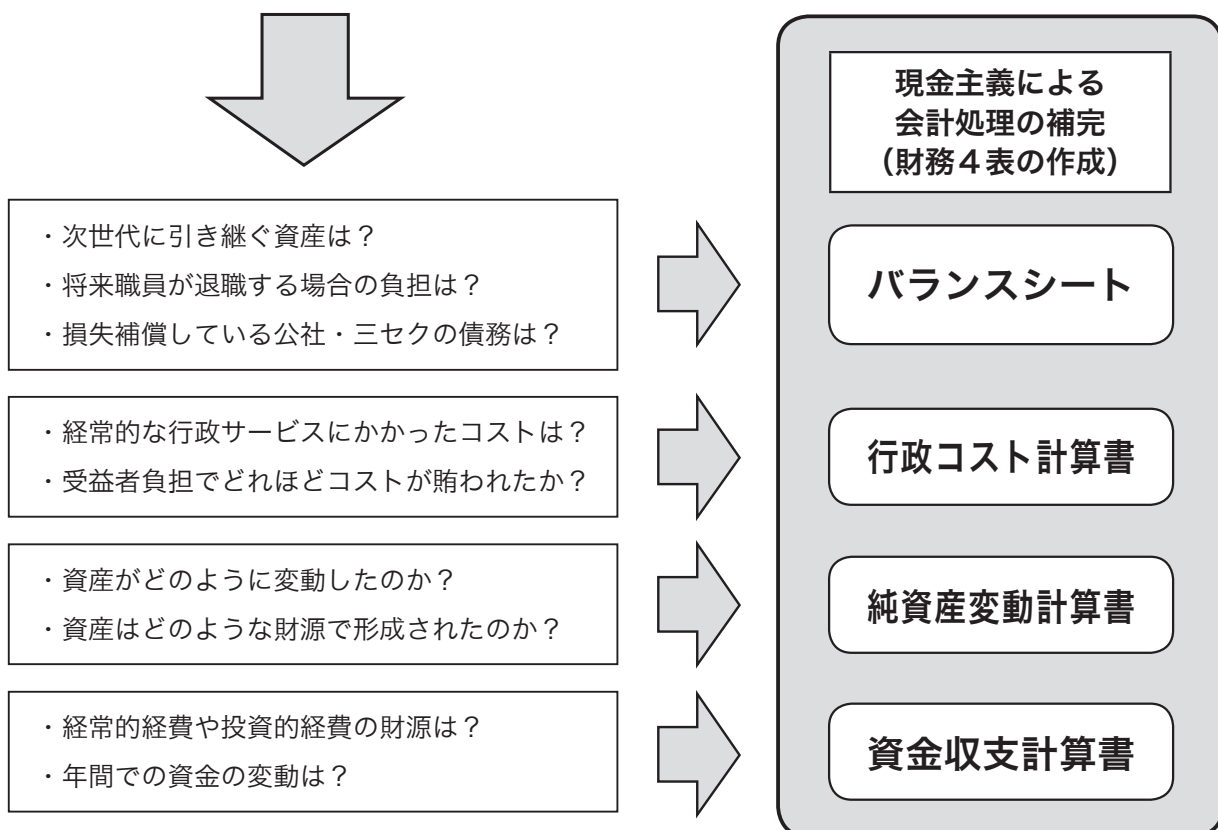 現金主義による
会計処理の補完
（財務４表の作成）
・次世代に引き継ぐ資産は？
・将来職員が退職する場合の負担は？
・損失補償している公社・三セクの債務は？
バランスシート
・経常的な行政サービスにかかったコストは？
・受益者負担でどれほどコストが賄われたか？
行政コスト計算書
・資産がどのように変動したのか？
・資産はどのような財源で形成されたのか？
純資産変動計算書
・経常的経費や投資的経費の財源は？
・年間での資金の変動は？
資金収支計算書